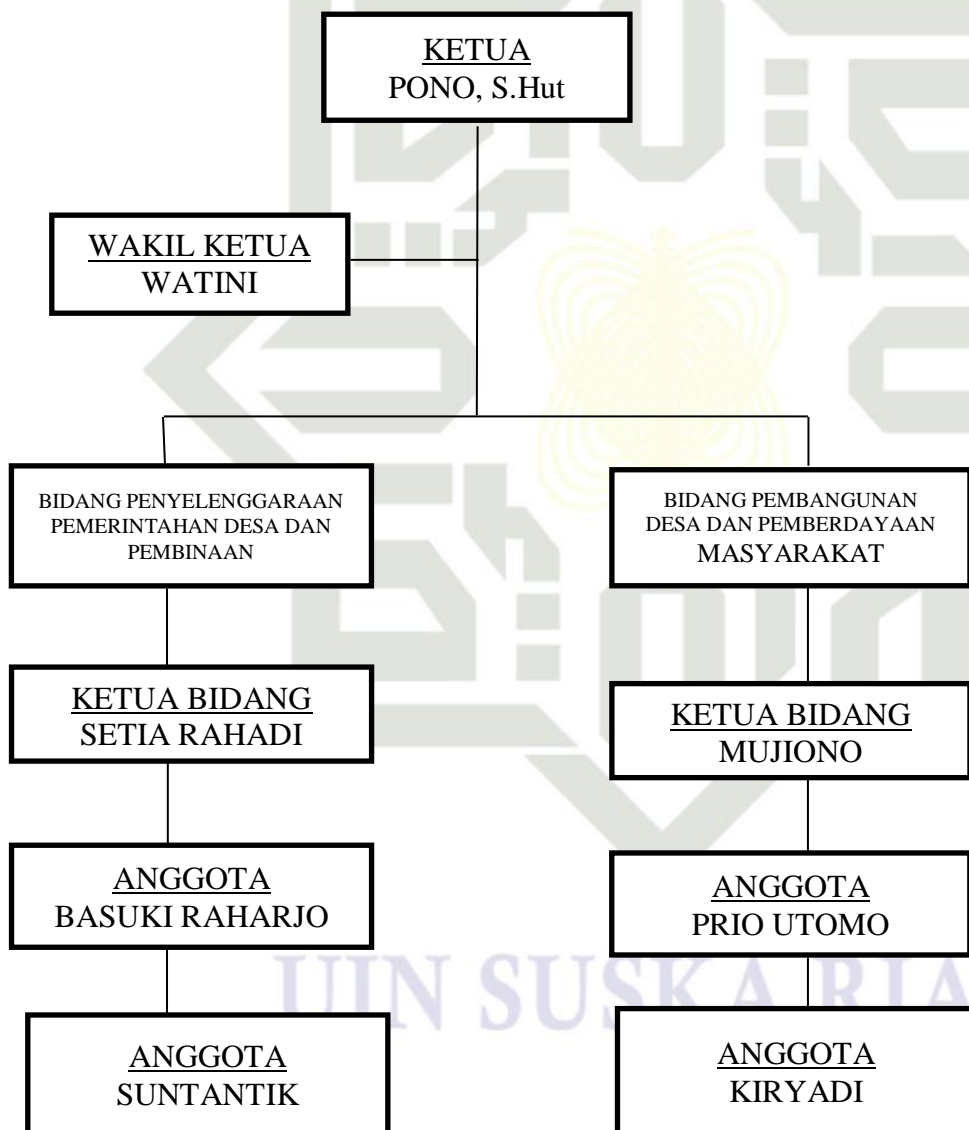 KETUA
PONO, S.Hut
WAKIL KETUA
WATINI
BIDANG PENYELENGGARAAN
PEMERINTAHAN DESA DAN
PEMBINAAN
BIDANG PEMBANGUNAN
DESA DAN PEMBERDAYAAN
MASYARAKAT
KETUA BIDANG
SETIA RAHADI
KETUA BIDANG
MUJIONO
ANGGOTA
BASUKI RAHARJO
ANGGOTA
PRIO UTOMO
UIN SUSKA RIA
ANGGOTA
SUNTANTIK
ANGGOTA
KIRYADI